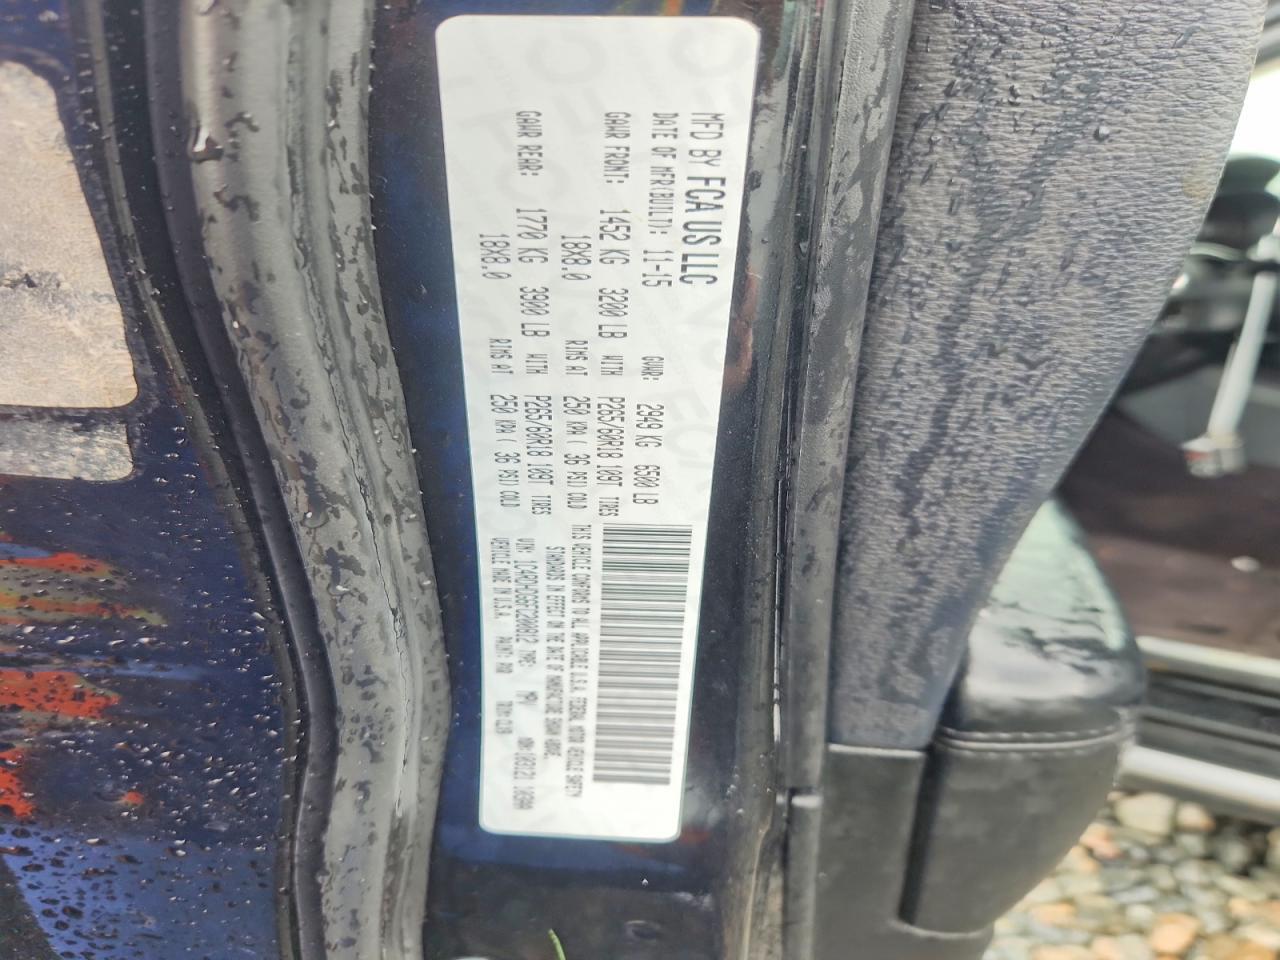 MFD BY FCA US LLC
DATE OF MFR(BUILT): 11-15 GVWR: 2949 KG 6500 LB
GAWR FRONT: 1452 KG 3200 LB WITH P265/60R18 109T TIRES
18X8.0 RIMS AT 250 KPA ( 36 PSI) COLD
GAWR REAR: 1770 KG 3900 LB WITH P265/60R18 109T TIRES
18X8.0 RIMS AT 250 KPA ( 36 PSI) COLD
THIS VEHICLE CONFORMS TO ALL APPLICABLE U.S.A. FEDERAL MOTOR VEHICLE SAFETY
STANDARDS IN EFFECT ON THE DATE OF MANUFACTURE SHOWN ABOVE.
VIN: TYPE: MPV
VEHICLE MADE IN U.S.A. PAINT: TRIM: